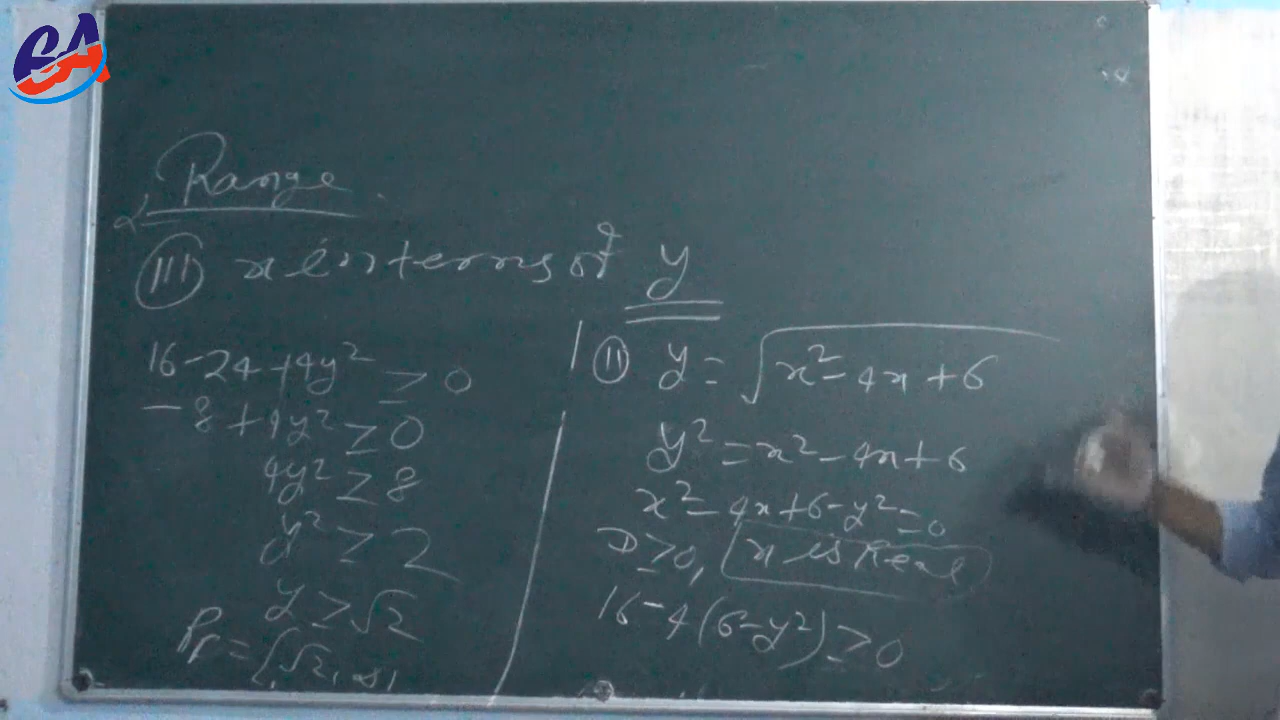 EA
Range
III x in terms of y
16-24+4y² ≥ 0
-8+4y² ≥ 0
4y² ≥ 8
y² ≥ 2
y ≥ √2
= [√2, ∞)
II y = √x²-4x+6
y² = x²-4x+6
x²-4x+6-y²=0
D≥0, x is Real
16-4(6-y²) ≥ 0